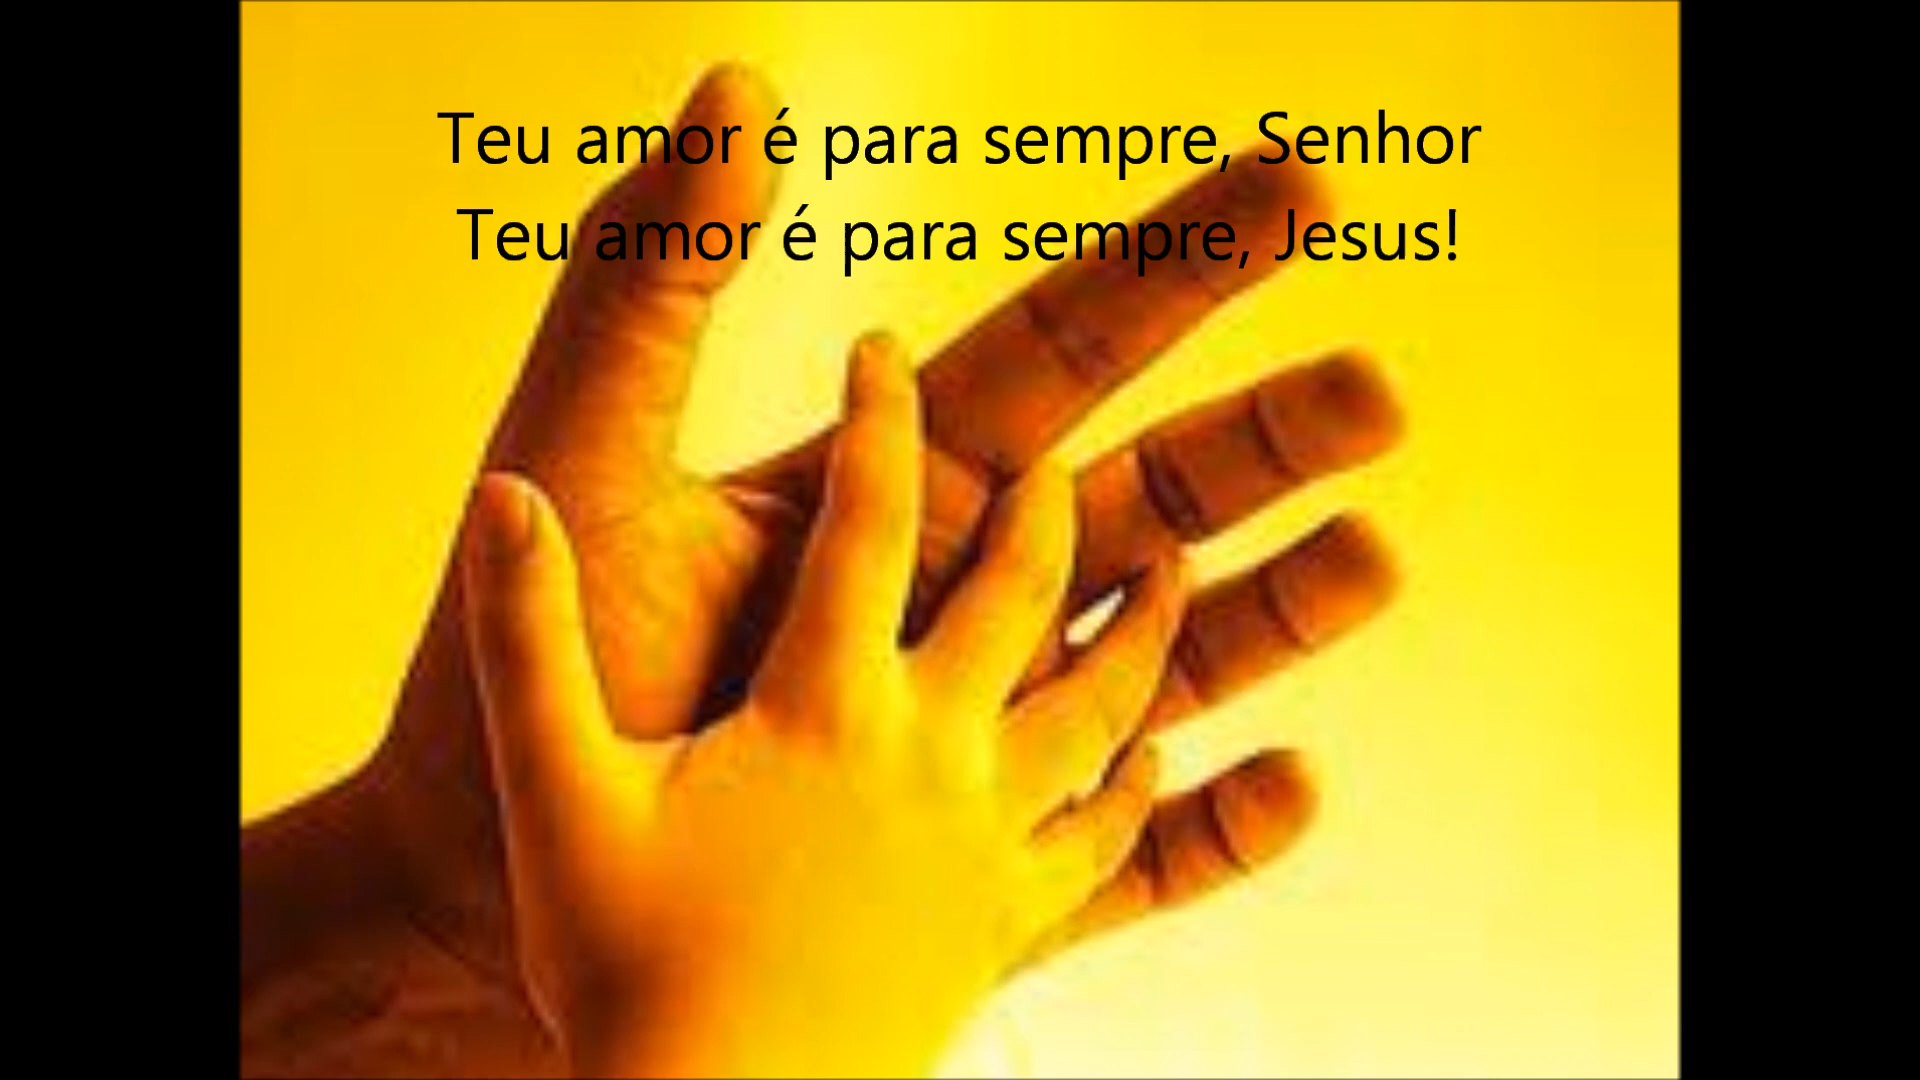 Teu amor é para sempre, Senhor
Teu amor é para sempre, Jesus!